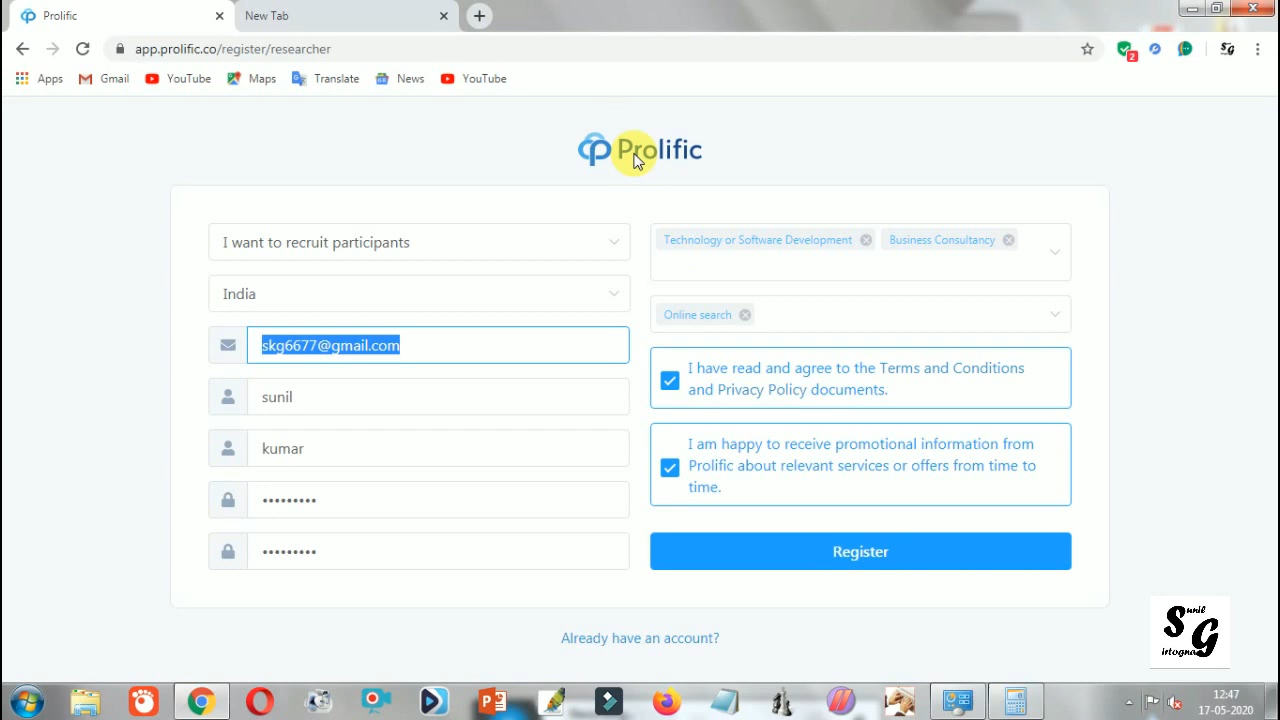 Prolific
New Tab
app.prolific.co/register/researcher
2
Apps
Gmail
YouTube
Maps
Translate
News
YouTube
Prolific
I want to recruit participants
India
skg6677@gmail.com
sunil
kumar
•••••••••
•••••••••
Technology or Software Development
Business Consultancy
Online search
I have read and agree to the Terms and Conditions
and Privacy Policy documents.
I am happy to receive promotional information from
Prolific about relevant services or offers from time to
time.
Register
Already have an account?
Sunil
Girtogna
12:47
17-05-2020